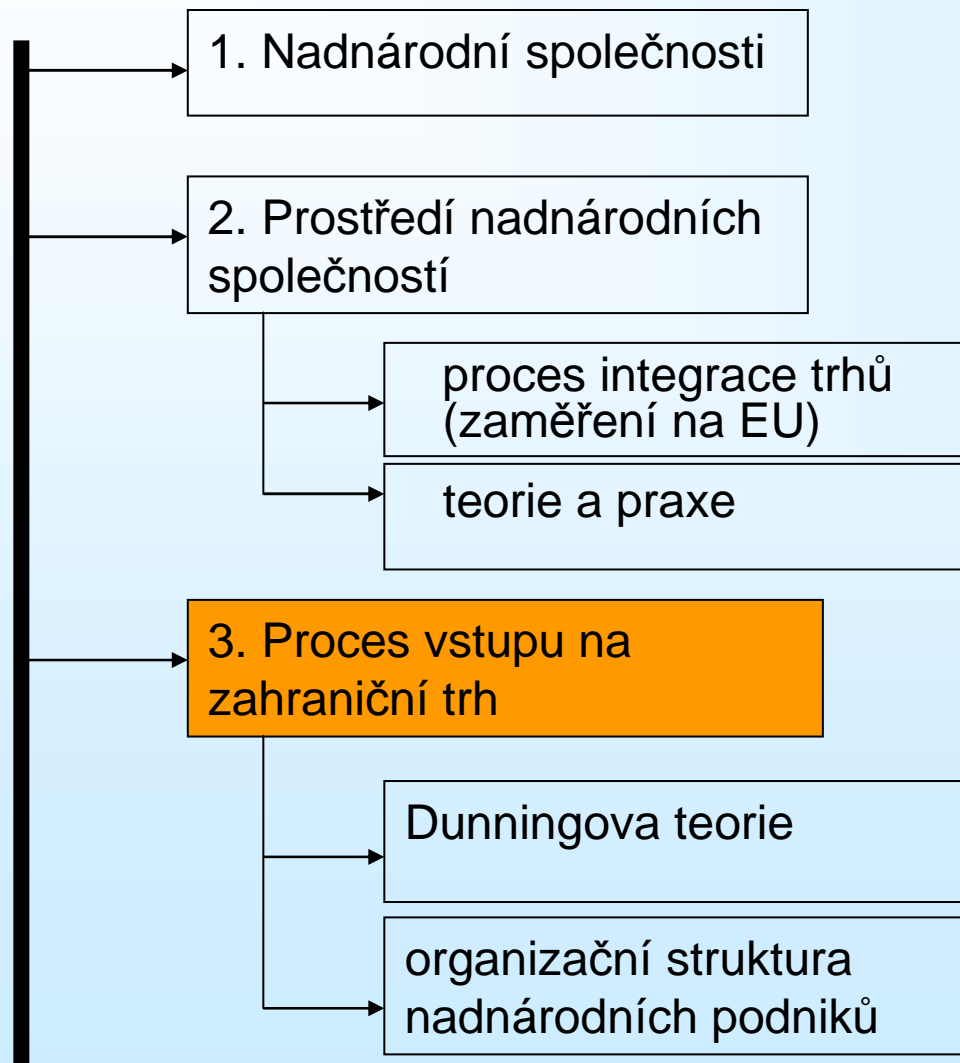 1. Nadnárodní společnosti
2. Prostředí nadnárodních
společností
proces integrace trhů
(zaměření na EU)
teorie a praxe
3. Proces vstupu na
zahraniční trh
Dunningova teorie
organizační struktura
nadnárodních podniků